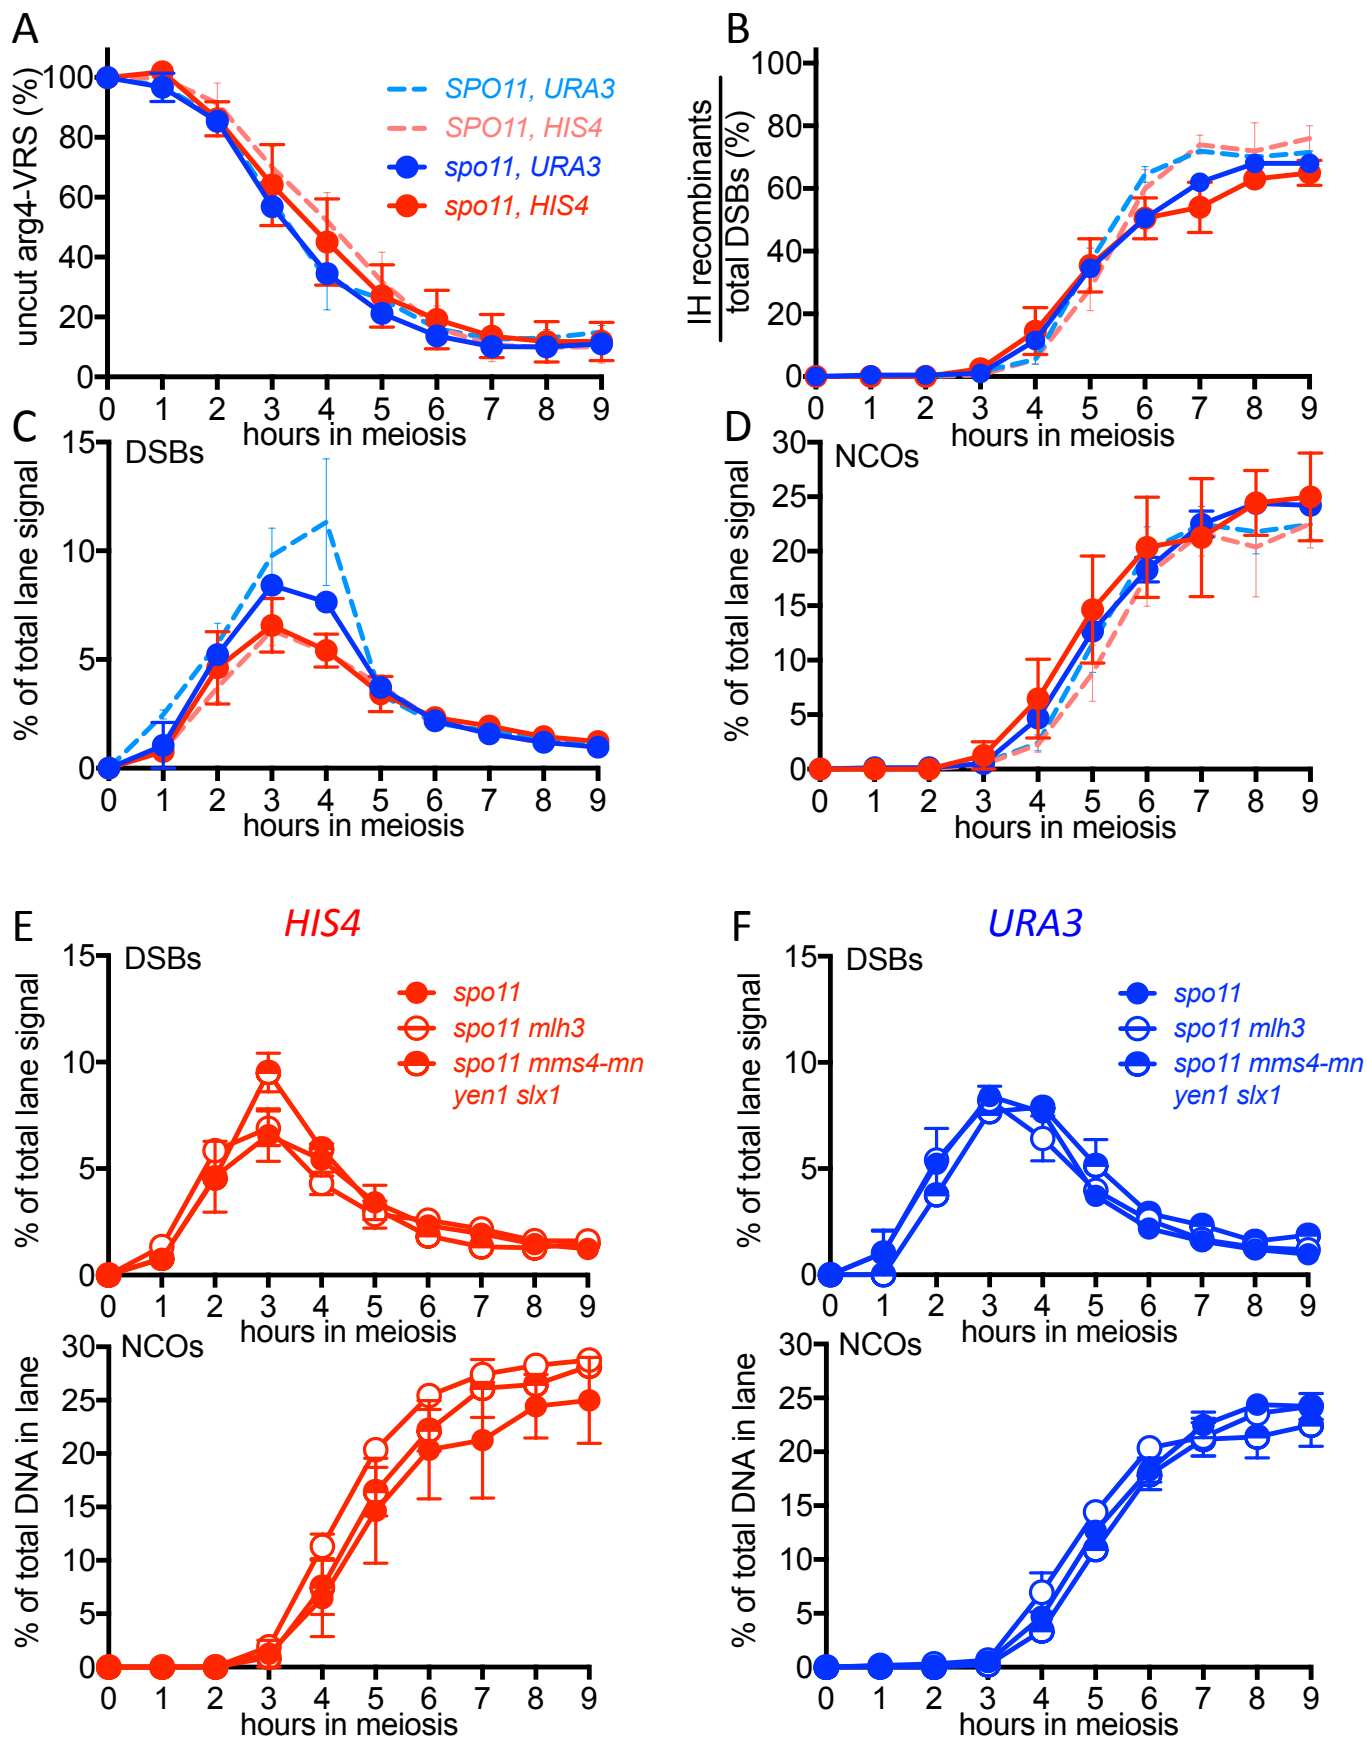 A
uncut arg4-VRS (%)
100
80
60
40
20
0
SPO11, URA3
SPO11, HIS4
spo11, URA3
spo11, HIS4
0 1 2 3 4 5 6 7 8 9
hours in meiosis
B
IH recombinants
total DSBs (%)
100
80
60
40
20
0
0 1 2 3 4 5 6 7 8 9
hours in meiosis
C
DSBs
% of total lane signal
15
10
5
0
0 1 2 3 4 5 6 7 8 9
hours in meiosis
D
NCOs
% of total lane signal
30
25
20
15
10
5
0
0 1 2 3 4 5 6 7 8 9
hours in meiosis
E
HIS4
DSBs
% of total lane signal
15
10
5
0
spo11
spo11 mlh3
spo11 mms4-mn
yen1 slx1
0 1 2 3 4 5 6 7 8 9
hours in meiosis
NCOs
% of total DNA in lane
30
25
20
15
10
5
0
0 1 2 3 4 5 6 7 8 9
hours in meiosis
F
URA3
DSBs
% of total lane signal
15
10
5
0
spo11
spo11 mlh3
spo11 mms4-mn
yen1 slx1
0 1 2 3 4 5 6 7 8 9
hours in meiosis
NCOs
% of total DNA in lane
30
25
20
15
10
5
0
0 1 2 3 4 5 6 7 8 9
hours in meiosis